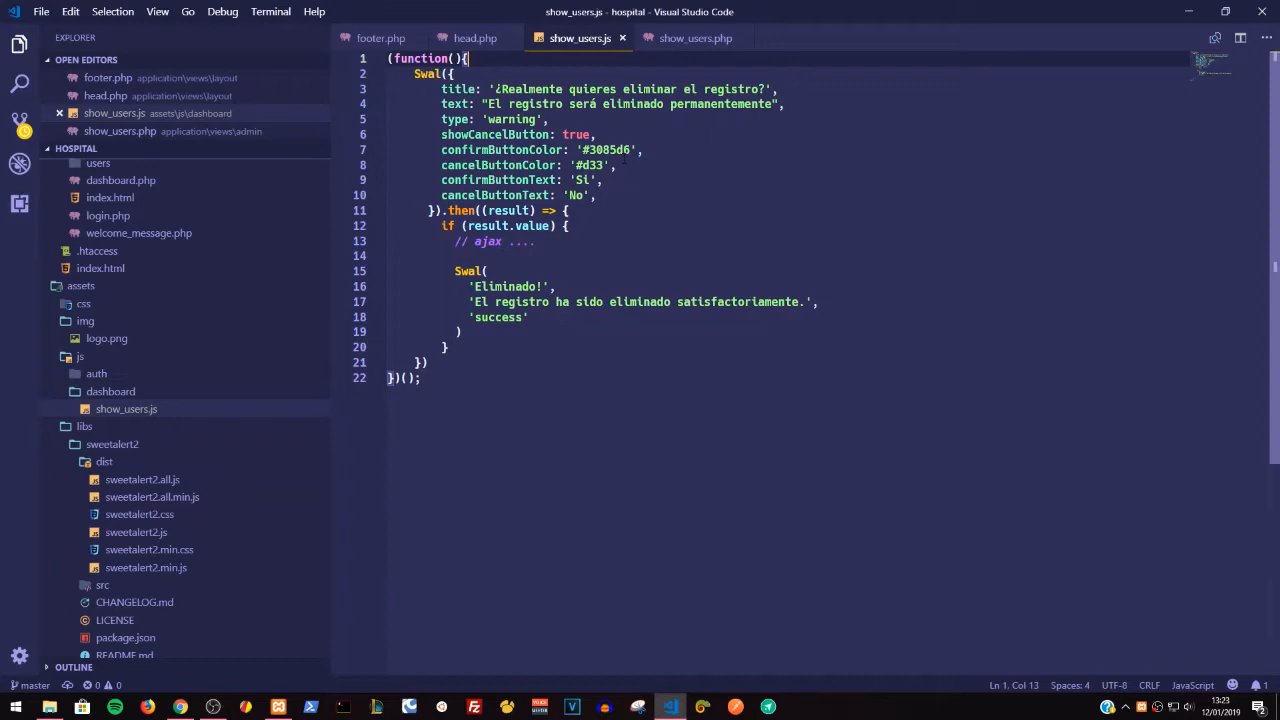 File Edit Selection View Go Debug Terminal Help
show_users.js - hospital - Visual Studio Code
EXPLORER
footer.php
head.php
show_users.js
show_users.php
OPEN EDITORS
footer.php application\views\layout
head.php application\views\layout
show_users.js assets\js\dashboard
show_users.php application\views\admin
HOSPITAL
users
dashboard.php
index.html
login.php
welcome_message.php
.htaccess
index.html
assets
css
img
logo.png
js
auth
dashboard
show_users.js
libs
sweetalert2
dist
sweetalert2.all.js
sweetalert2.all.min.js
sweetalert2.css
sweetalert2.js
sweetalert2.min.css
sweetalert2.min.js
src
CHANGELOG.md
LICENSE
package.json
README.md
OUTLINE
1 (function(){
2 Swal({
3 title: '¿Realmente quieres eliminar el registro?',
4 text: "El registro será eliminado permanentemente",
5 type: 'warning',
6 showCancelButton: true,
7 confirmButtonColor: '#3085d6',
8 cancelButtonColor: '#d33',
9 confirmButtonText: 'Si',
10 cancelButtonText: 'No',
11 }).then((result) => {
12 if (result.value) {
13 // ajax ....
14
15 Swal(
16 'Eliminado!',
17 'El registro ha sido eliminado satisfactoriamente.',
18 'success'
19 )
20 }
21 })
22 })();
master 0 0
Ln 1, Col 13 Spaces: 4 UTF-8 CRLF JavaScript 1
13:23
12/01/2019